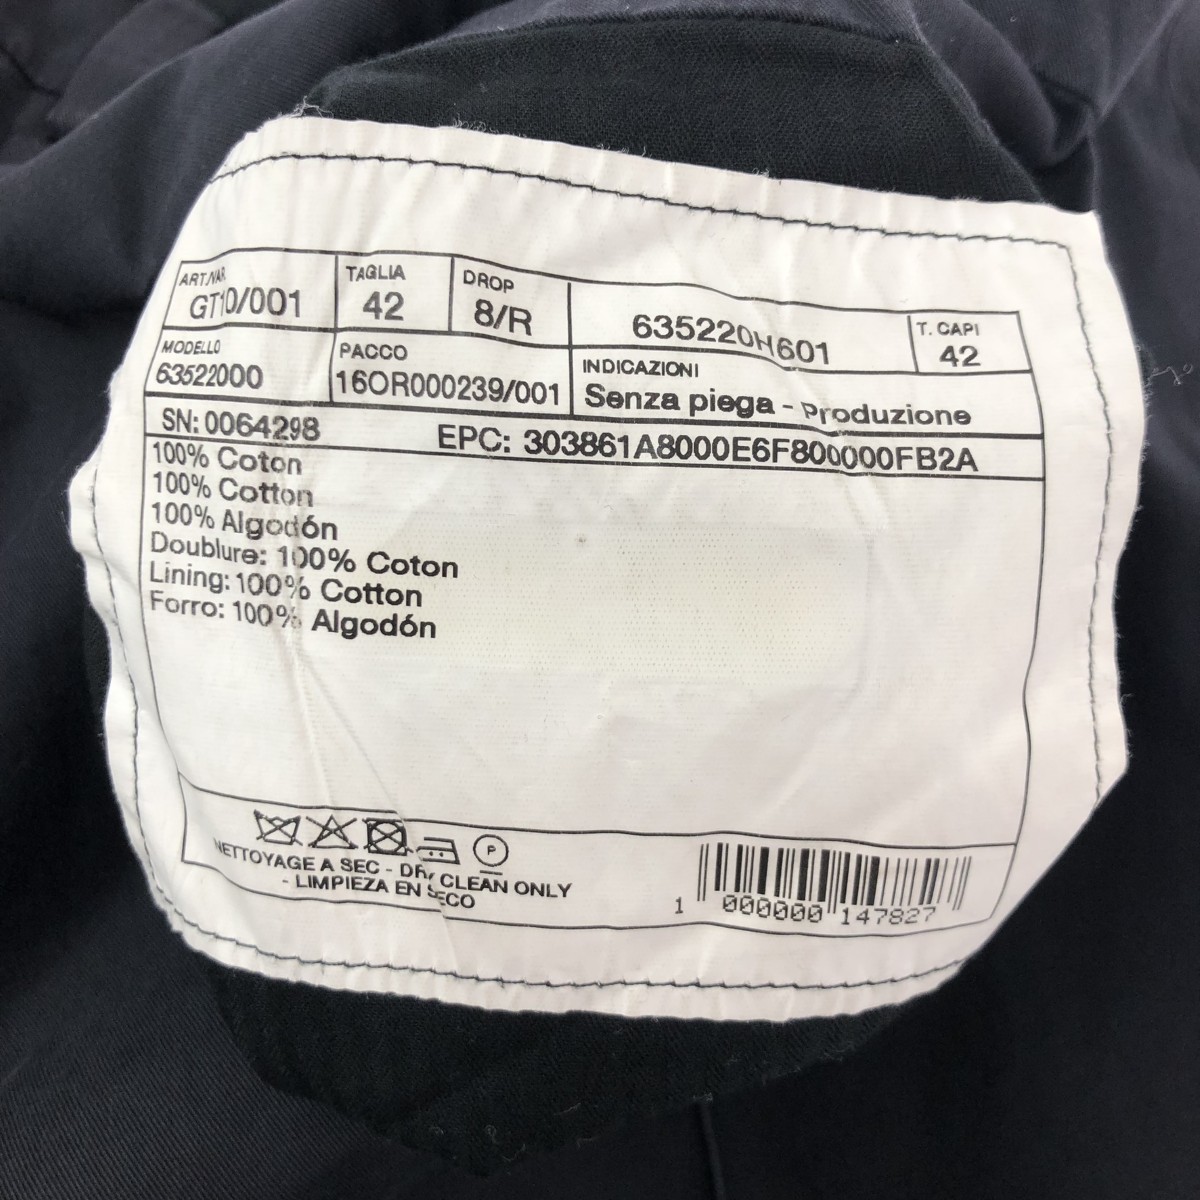 ART./VAR. TAGLIA DROP
GT10/001 42 8/R 635220H601 T. CAPI 42
MODELLO PACCO INDICAZIONI
63522000 16OR000239/001 Senza piega - Produzione
SN: 0064298 EPC: 303861A8000E6F800000FB2A
100% Coton
100% Cotton
100% Algodón
Doublure: 100% Coton
Lining: 100% Cotton
Forro: 100% Algodón
P
NETTOYAGE A SEC - DRY CLEAN ONLY
- LIMPIEZA EN SECO
1 000000 147827